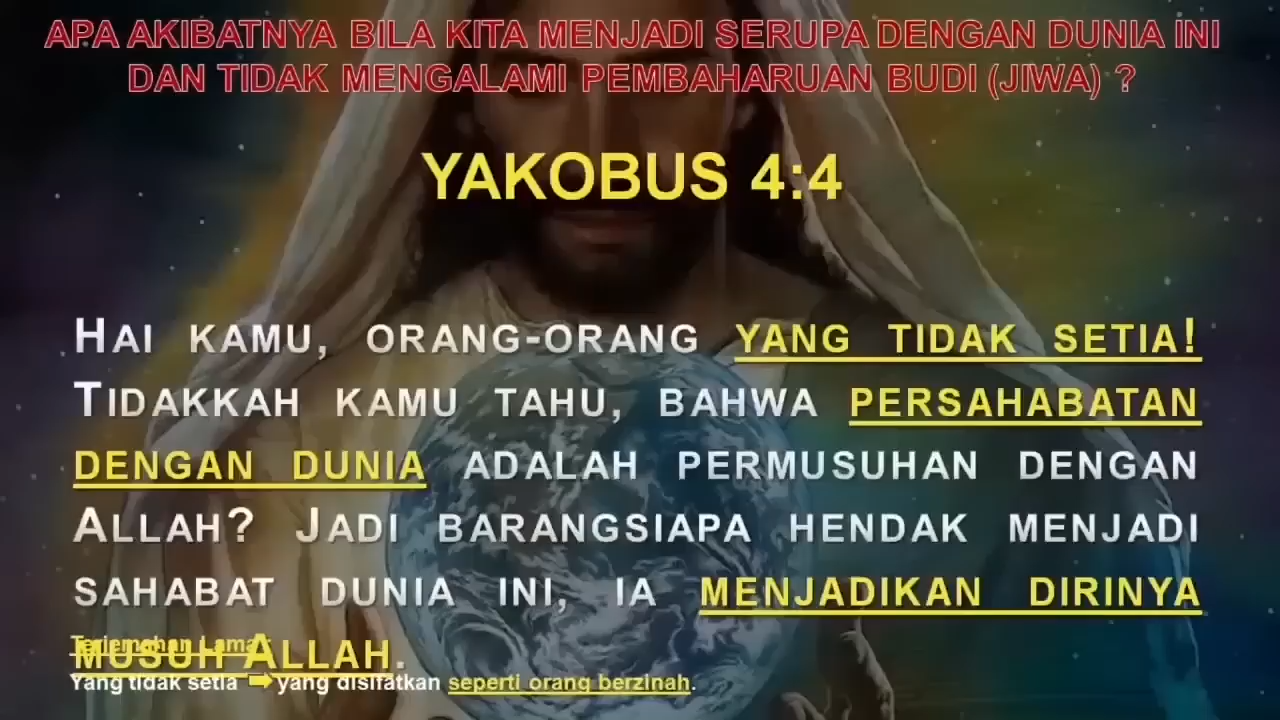 APA AKIBATNYA BILA KITA MENJADI SERUPA DENGAN DUNIA INI
DAN TIDAK MENGALAMI PEMBAHARUAN BUDI (JIWA) ?
YAKOBUS 4:4
HAI KAMU, ORANG-ORANG YANG TIDAK SETIA!
TIDAKKAH KAMU TAHU, BAHWA PERSAHABATAN
DENGAN DUNIA ADALAH PERMUSUHAN DENGAN
ALLAH? JADI BARANGSIAPA HENDAK MENJADI
SAHABAT DUNIA INI, IA MENJADIKAN DIRINYA
MUSUH ALLAH.
Terjemahan Lama:
Yang tidak setia ➡ yang disifatkan seperti orang berzinah.